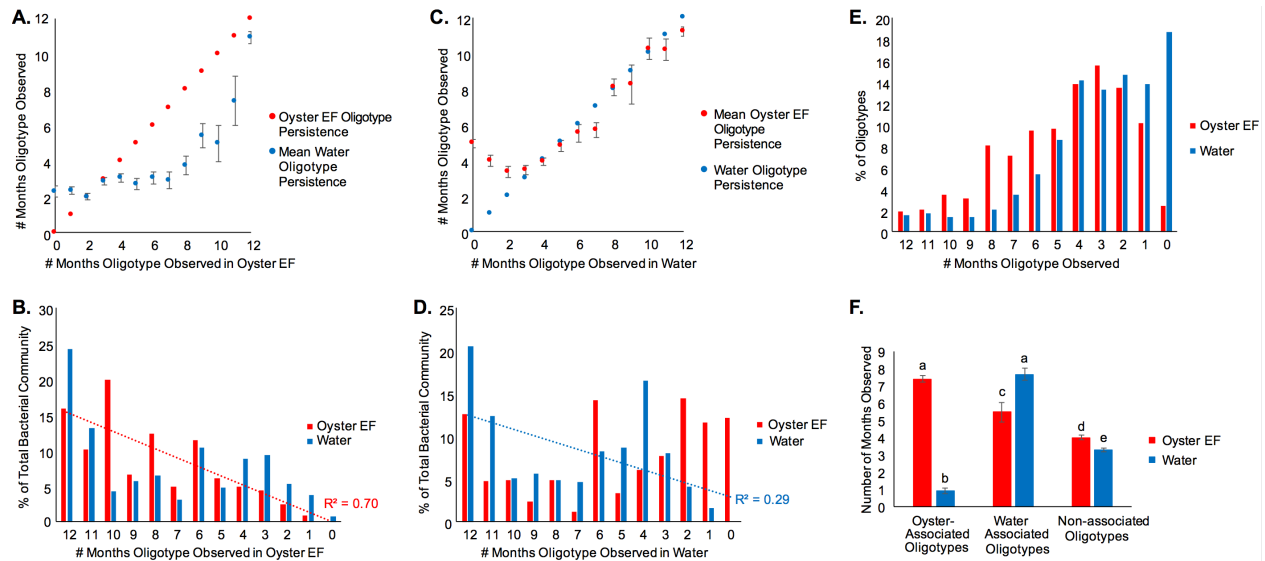 A.
# Months Oligotype Observed
12
10
8
6
4
2
0
0 2 4 6 8 10 12
# Months Oligotype Observed in Oyster EF
Oyster EF Oligotype
Persistence
Mean Water
Oligotype
Persistence
C.
# Months Oligotype Observed
12
10
8
6
4
2
0
0 2 4 6 8 10 12
# Months Oligotype Observed in Water
Mean Oyster EF
Oligotype
Persistence
Water Oligotype
Persistence
E.
% of Oligotypes
20
18
16
14
12
10
8
6
4
2
0
12 11 10 9 8 7 6 5 4 3 2 1 0
# Months Oligotype Observed
Oyster EF
Water
B.
% of Total Bacterial Community
30
25
20
15
10
5
0
12 11 10 9 8 7 6 5 4 3 2 1 0
# Months Oligotype Observed in Oyster EF
Oyster EF
Water
R² = 0.70
D.
% of Total Bacterial Community
25
20
15
10
5
0
12 11 10 9 8 7 6 5 4 3 2 1 0
# Months Oligotype Observed in Water
Oyster EF
Water
R² = 0.29
F.
Number of Months Observed
9
8
7
6
5
4
3
2
1
0
a
b
c
a
d
e
Oyster-
Associated
Oligotypes
Water
Associated
Oligotypes
Non-associated
Oligotypes
Oyster EF
Water